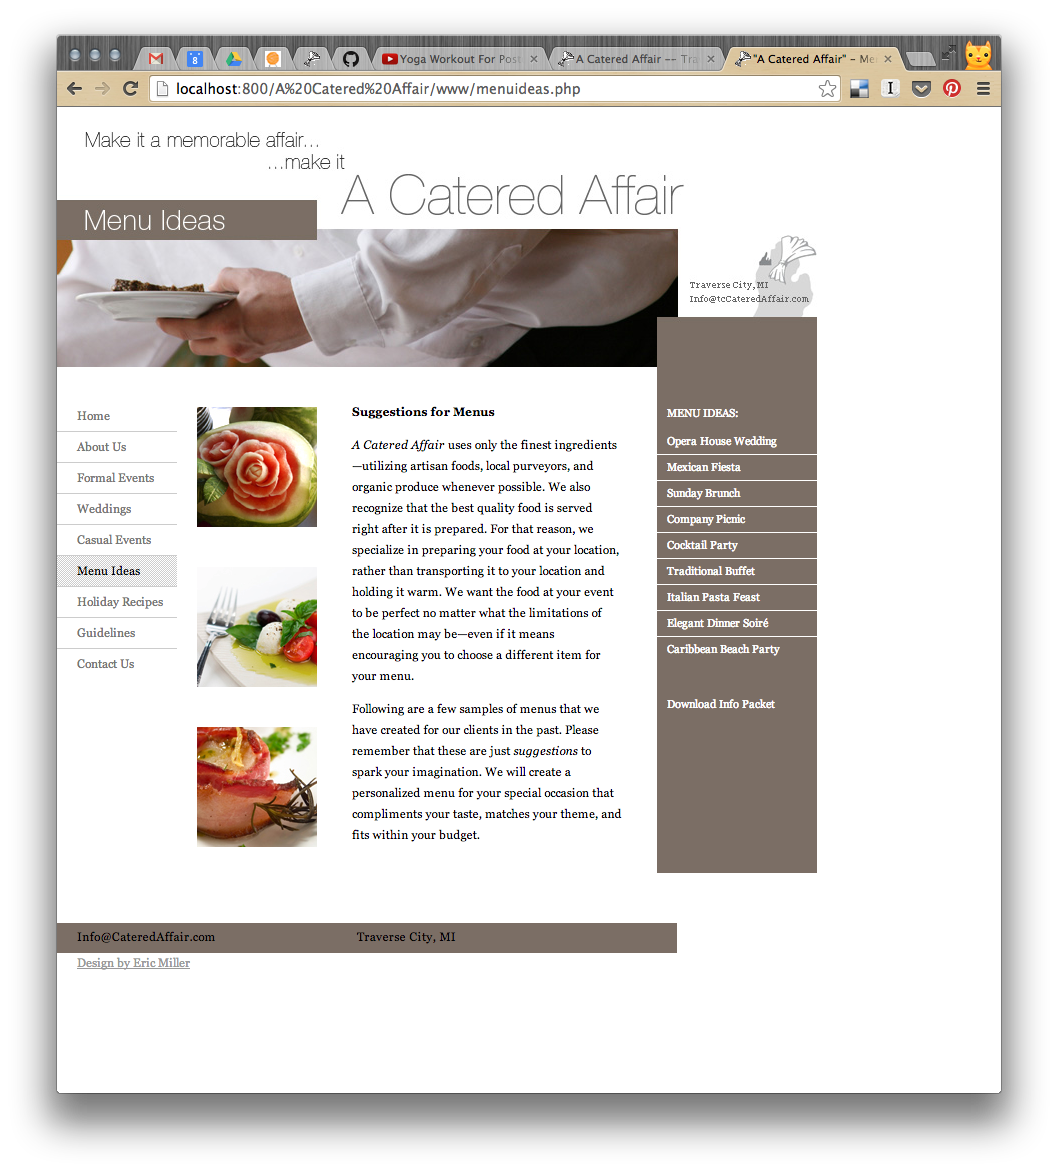 8
Yoga Workout For Post
A Catered Affair -- Tra
"A Catered Affair" – Me
localhost:800/A%20Catered%20Affair/www/menuideas.php
Make it a memorable affair...
...make it
A Catered Affair
Menu Ideas
Traverse City, MI
Info@tcCateredAffair.com
Home
About Us
Formal Events
Weddings
Casual Events
Menu Ideas
Holiday Recipes
Guidelines
Contact Us
Suggestions for Menus
A Catered Affair uses only the finest ingredients
—utilizing artisan foods, local purveyors, and
organic produce whenever possible. We also
recognize that the best quality food is served
right after it is prepared. For that reason, we
specialize in preparing your food at your location,
rather than transporting it to your location and
holding it warm. We want the food at your event
to be perfect no matter what the limitations of
the location may be—even if it means
encouraging you to choose a different item for
your menu.
Following are a few samples of menus that we
have created for our clients in the past. Please
remember that these are just suggestions to
spark your imagination. We will create a
personalized menu for your special occasion that
compliments your taste, matches your theme, and
fits within your budget.
MENU IDEAS:
Opera House Wedding
Mexican Fiesta
Sunday Brunch
Company Picnic
Cocktail Party
Traditional Buffet
Italian Pasta Feast
Elegant Dinner Soiré
Caribbean Beach Party
Download Info Packet
Info@CateredAffair.com
Traverse City, MI
Design by Eric Miller